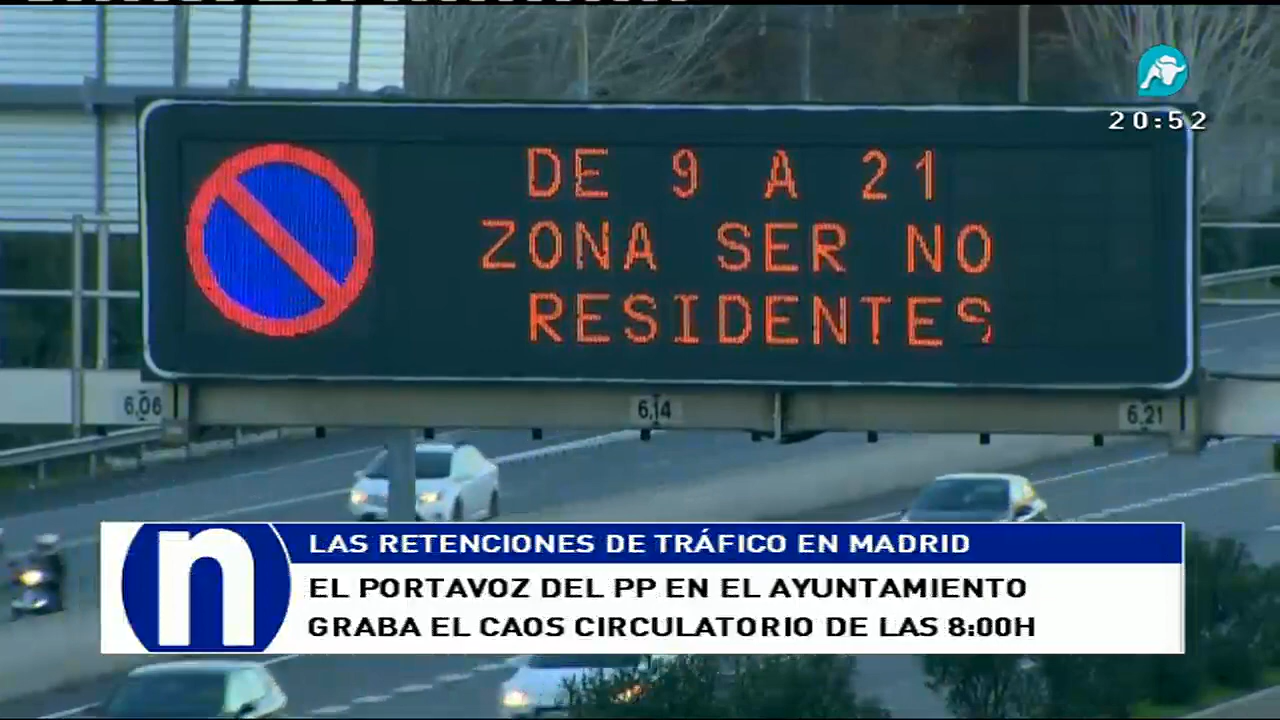 20:52
DE 9 A 21
ZONA SER NO
RESIDENTES
6,06
6,14
6,21
n
LAS RETENCIONES DE TRÁFICO EN MADRID
EL PORTAVOZ DEL PP EN EL AYUNTAMIENTO
GRABA EL CAOS CIRCULATORIO DE LAS 8:00H